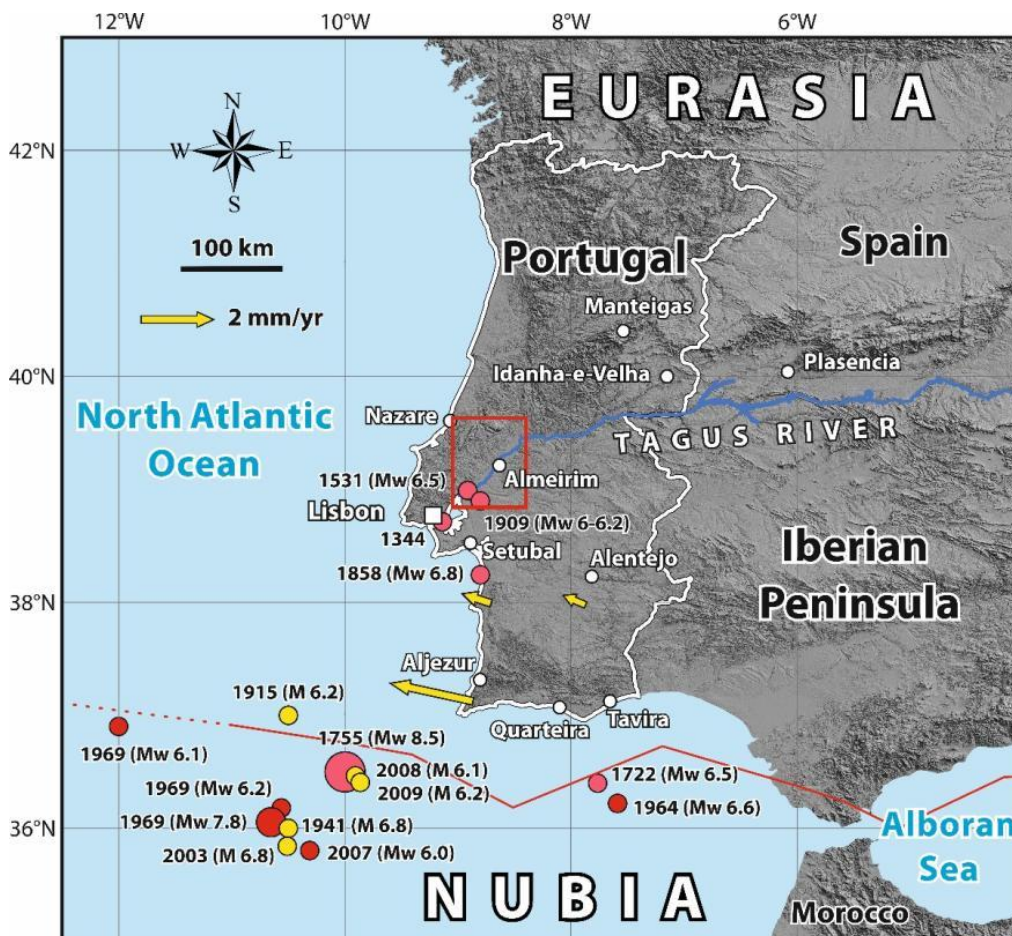 12°W 10°W 8°W 6°W
EURASIA
N
W E
S
42°N
100 km
Portugal
Spain
2 mm/yr
Manteigas
40°N
Idanha-e-Velha
Plasencia
North Atlantic
Ocean
Nazare
TAGUS RIVER
1531 (Mw 6.5)
Almeirim
Lisbon
1909 (Mw 6-6.2)
1344
Setubal
Alentejo
Iberian
Peninsula
1858 (Mw 6.8)
38°N
Aljezur
1915 (M 6.2)
Quarteira
Tavira
1755 (Mw 8.5)
1969 (Mw 6.1)
2008 (M 6.1)
2009 (M 6.2)
1722 (Mw 6.5)
1969 (Mw 6.2)
1964 (Mw 6.6)
1969 (Mw 7.8)
1941 (M 6.8)
36°N
2003 (M 6.8)
2007 (Mw 6.0)
Alboran
Sea
NUBIA
Morocco